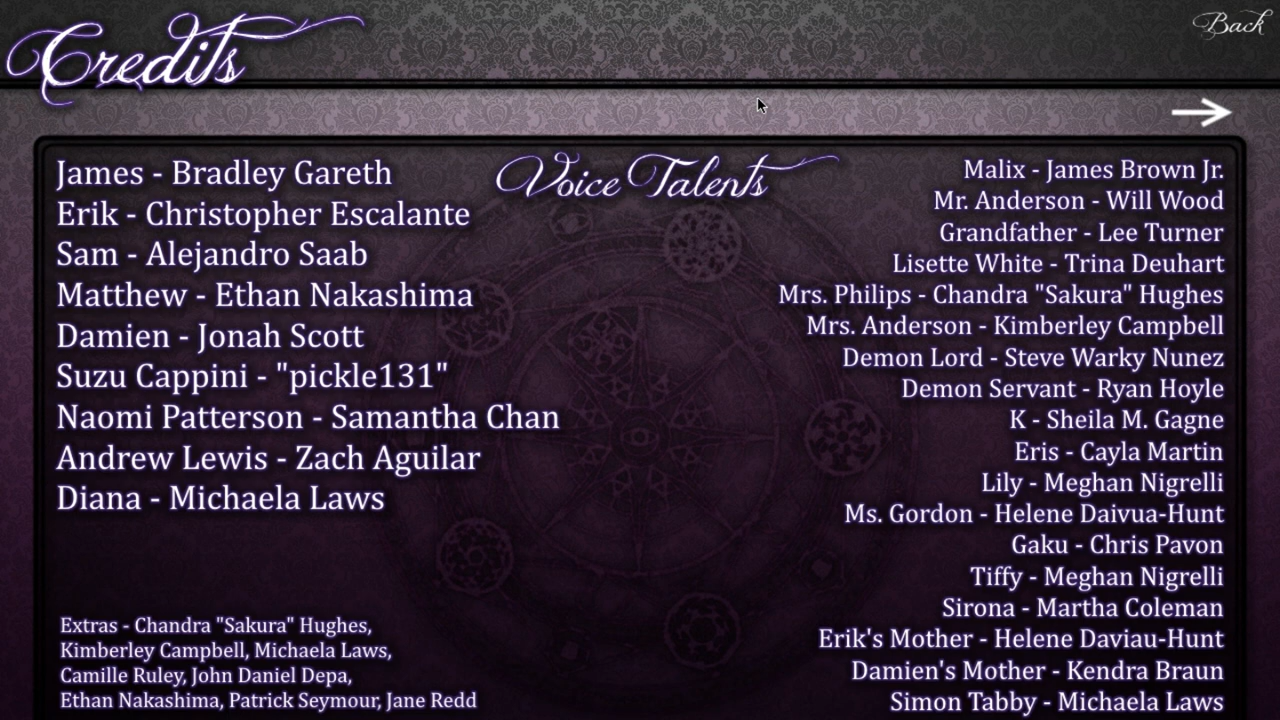 Credits
Back
Voice Talents
James - Bradley Gareth
Erik - Christopher Escalante
Sam - Alejandro Saab
Matthew - Ethan Nakashima
Damien - Jonah Scott
Suzu Cappini - "pickle131"
Naomi Patterson - Samantha Chan
Andrew Lewis - Zach Aguilar
Diana - Michaela Laws
Extras - Chandra "Sakura" Hughes,
Kimberley Campbell, Michaela Laws,
Camille Ruley, John Daniel Depa,
Ethan Nakashima, Patrick Seymour, Jane Redd
Malix - James Brown Jr.
Mr. Anderson - Will Wood
Grandfather - Lee Turner
Lisette White - Trina Deuhart
Mrs. Philips - Chandra "Sakura" Hughes
Mrs. Anderson - Kimberley Campbell
Demon Lord - Steve Warky Nunez
Demon Servant - Ryan Hoyle
K - Sheila M. Gagne
Eris - Cayla Martin
Lily - Meghan Nigrelli
Ms. Gordon - Helene Daivua-Hunt
Gaku - Chris Pavon
Tiffy - Meghan Nigrelli
Sirona - Martha Coleman
Erik's Mother - Helene Daviau-Hunt
Damien's Mother - Kendra Braun
Simon Tabby - Michaela Laws